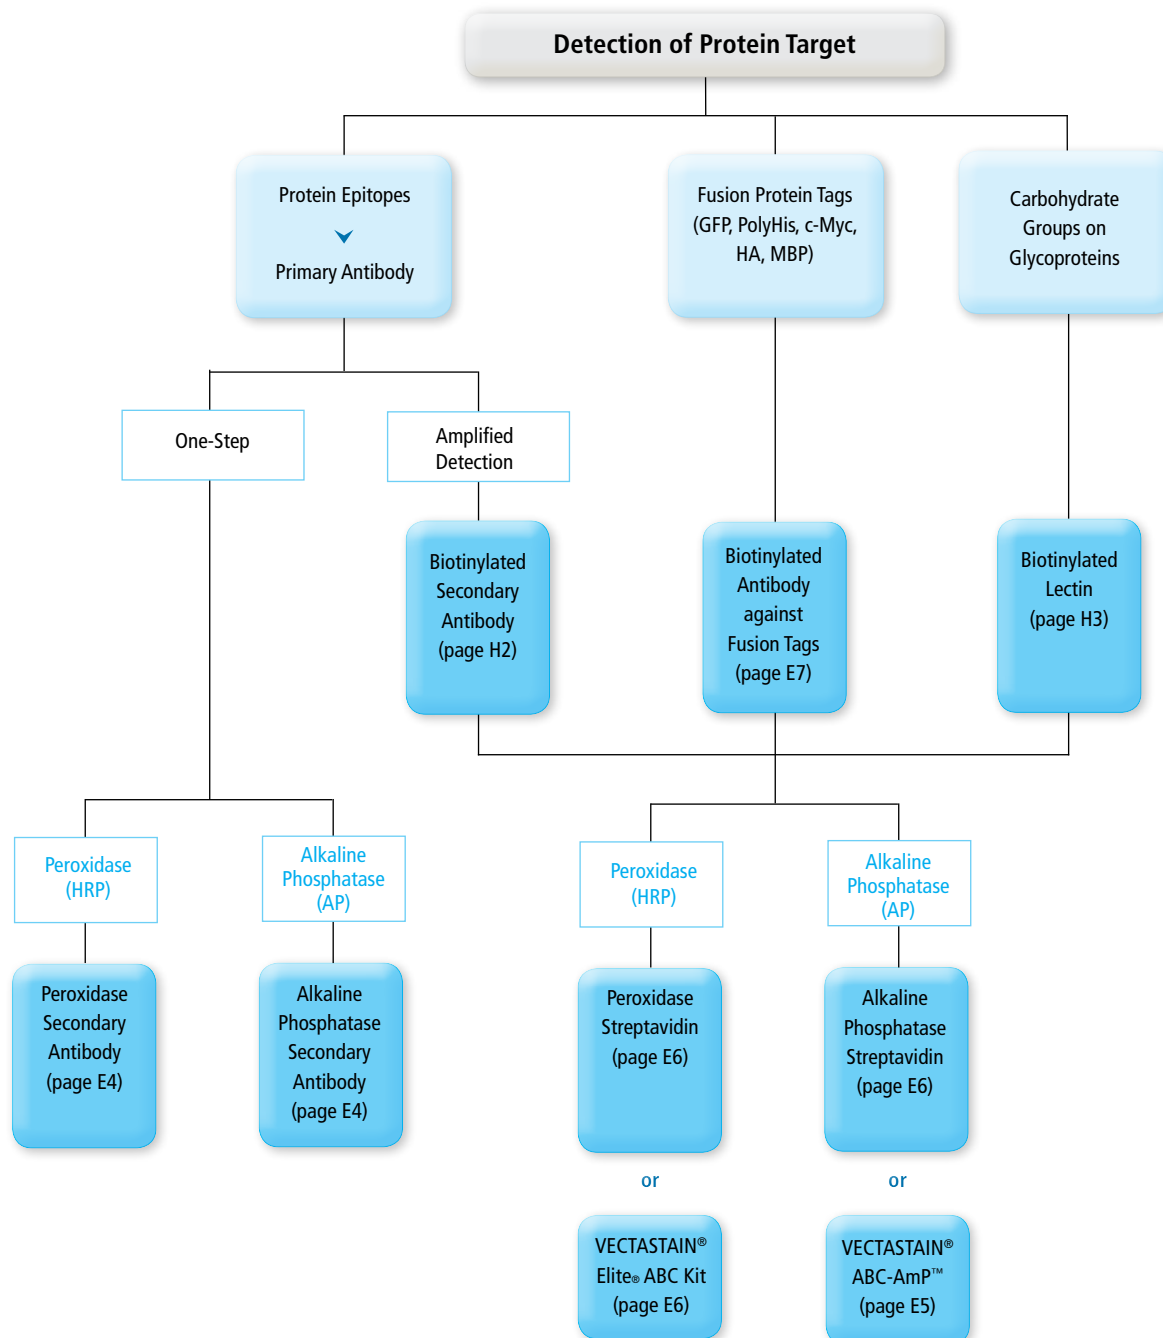 Detection of Protein Target
Protein Epitopes
Primary Antibody
Fusion Protein Tags
(GFP, PolyHis, c-Myc,
HA, MBP)
Carbohydrate
Groups on
Glycoproteins
One-Step
Amplified
Detection
Biotinylated
Secondary
Antibody
(page H2)
Biotinylated
Antibody
against
Fusion Tags
(page E7)
Biotinylated
Lectin
(page H3)
Peroxidase
(HRP)
Alkaline
Phosphatase
(AP)
Peroxidase
(HRP)
Alkaline
Phosphatase
(AP)
Peroxidase
Secondary
Antibody
(page E4)
Alkaline
Phosphatase
Secondary
Antibody
(page E4)
Peroxidase
Streptavidin
(page E6)
Alkaline
Phosphatase
Streptavidin
(page E6)
or
or
VECTASTAIN®
Elite® ABC Kit
(page E6)
VECTASTAIN®
ABC-AmP™
(page E5)